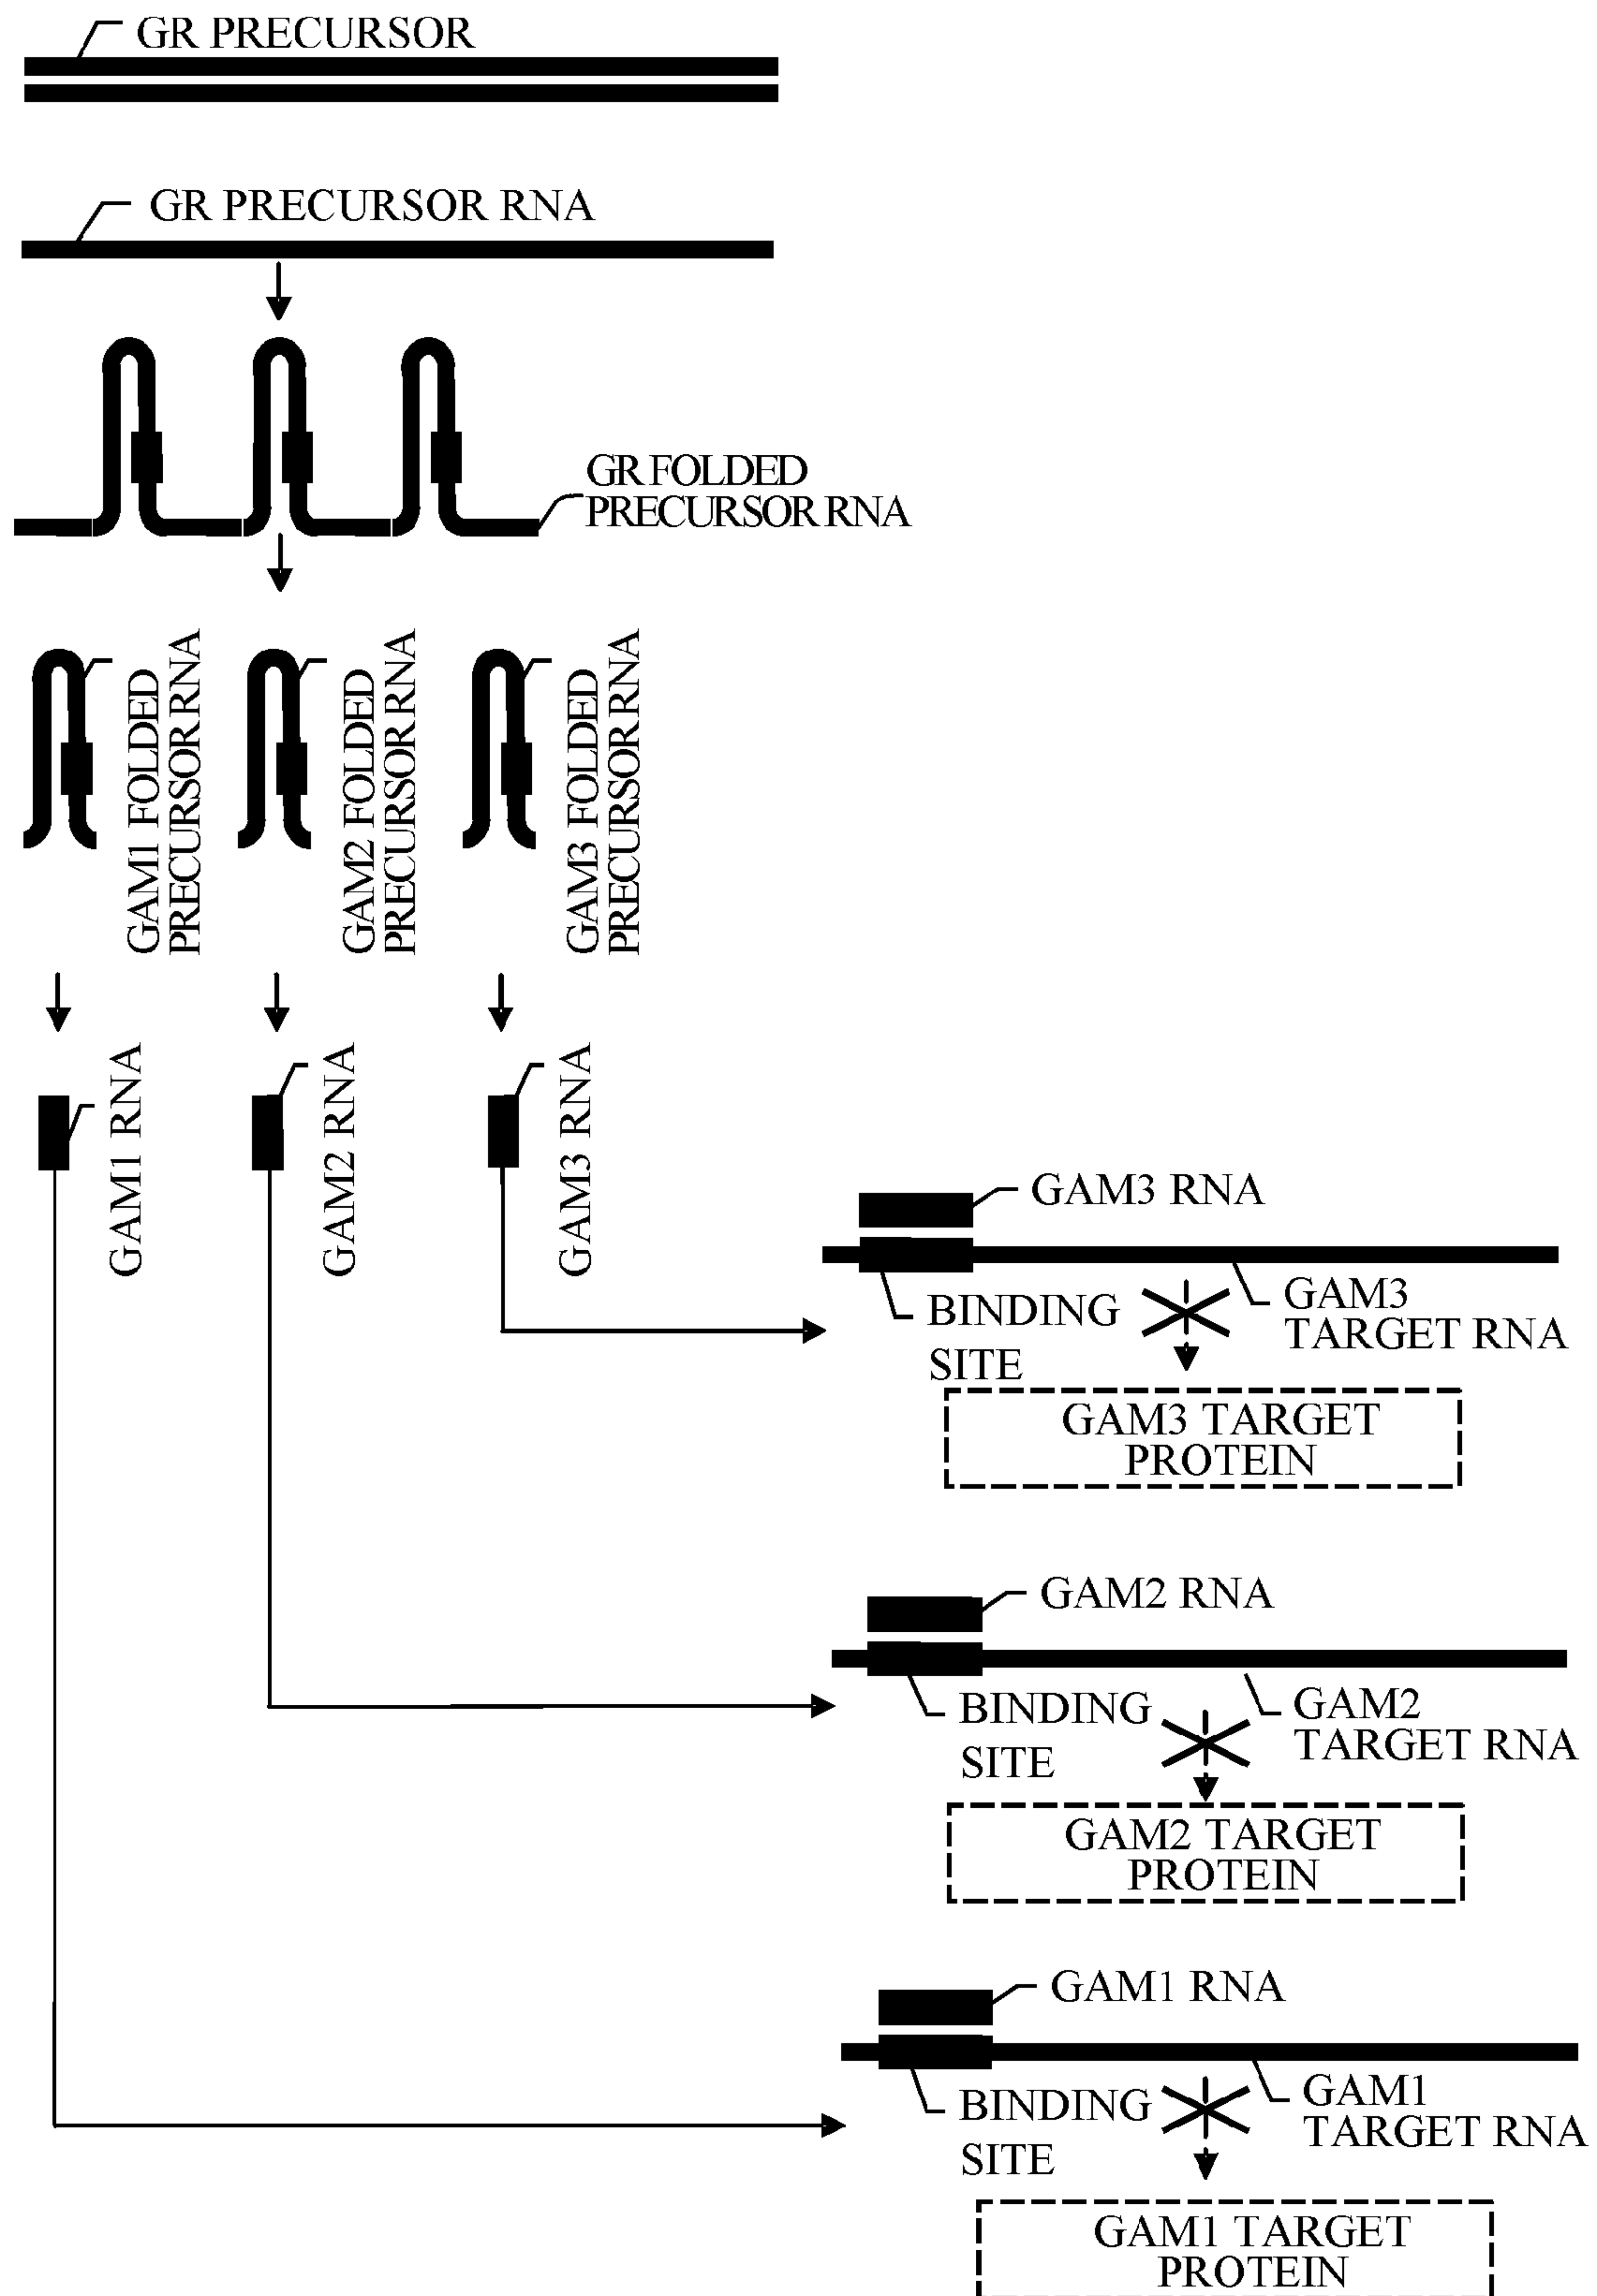 GR PRECURSOR
GR PRECURSOR RNA
GR FOLDED
PRECURSOR RNA
GAM1 FOLDED
PRECURSOR RNA
GAM2 FOLDED
PRECURSOR RNA
GAM3 FOLDED
PRECURSOR RNA
GAM1 RNA
GAM2 RNA
GAM3 RNA
GAM3 RNA
BINDING
SITE
GAM3
TARGET RNA
GAM3 TARGET
PROTEIN
GAM2 RNA
BINDING
SITE
GAM2
TARGET RNA
GAM2 TARGET
PROTEIN
GAM1 RNA
BINDING
SITE
GAM1
TARGET RNA
GAM1 TARGET
PROTEIN